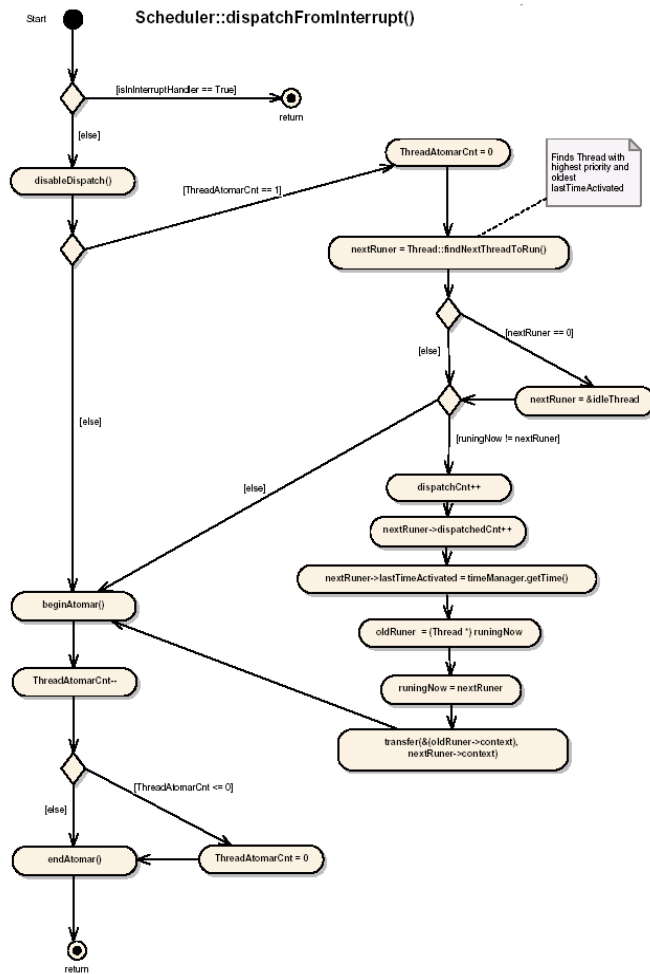 Start
Scheduler::dispatchFromInterrupt()
[isInInterruptHandler == True]
return
[else]
disableDispatch()
[ThreadAtomarCnt == 1]
ThreadAtomarCnt = 0
Finds Thread with
highest priority and
oldest
lastTimeActivated
nextRuner = Thread::findNextThreadToRun()
[nextRuner == 0]
[else]
nextRuner = &idleThread
[else]
[runingNow != nextRuner]
[else]
dispatchCnt++
nextRuner->dispatchedCnt++
nextRuner->lastTimeActivated = timeManager.getTime()
beginAtomar()
oldRuner = (Thread *) runingNow
ThreadAtomarCnt--
runingNow = nextRuner
transfer(&(oldRuner->context),
nextRuner->context)
[ThreadAtomarCnt <= 0]
[else]
endAtomar()
ThreadAtomarCnt = 0
return